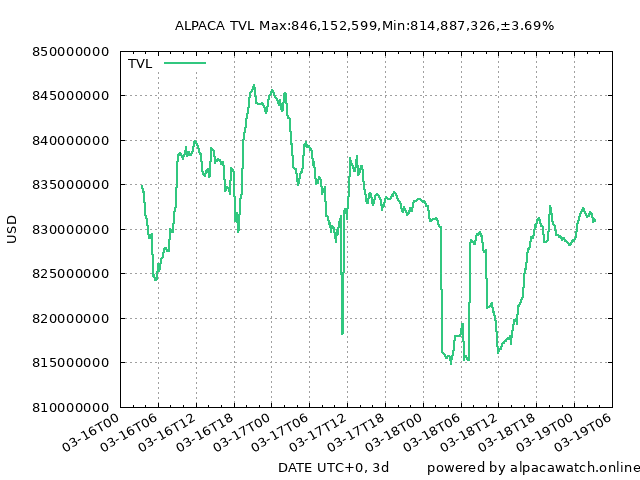 ALPACA TVL Max:846,152,599,Min:814,887,326,±3.69%
TVL
850000000
845000000
840000000
835000000
830000000
825000000
820000000
815000000
810000000
USD
03-16T00
03-16T06
03-16T12
03-16T18
03-17T00
03-17T06
03-17T12
03-17T18
03-18T00
03-18T06
03-18T12
03-18T18
03-19T00
03-19T06
DATE UTC+0, 3d
powered by alpacawatch.online